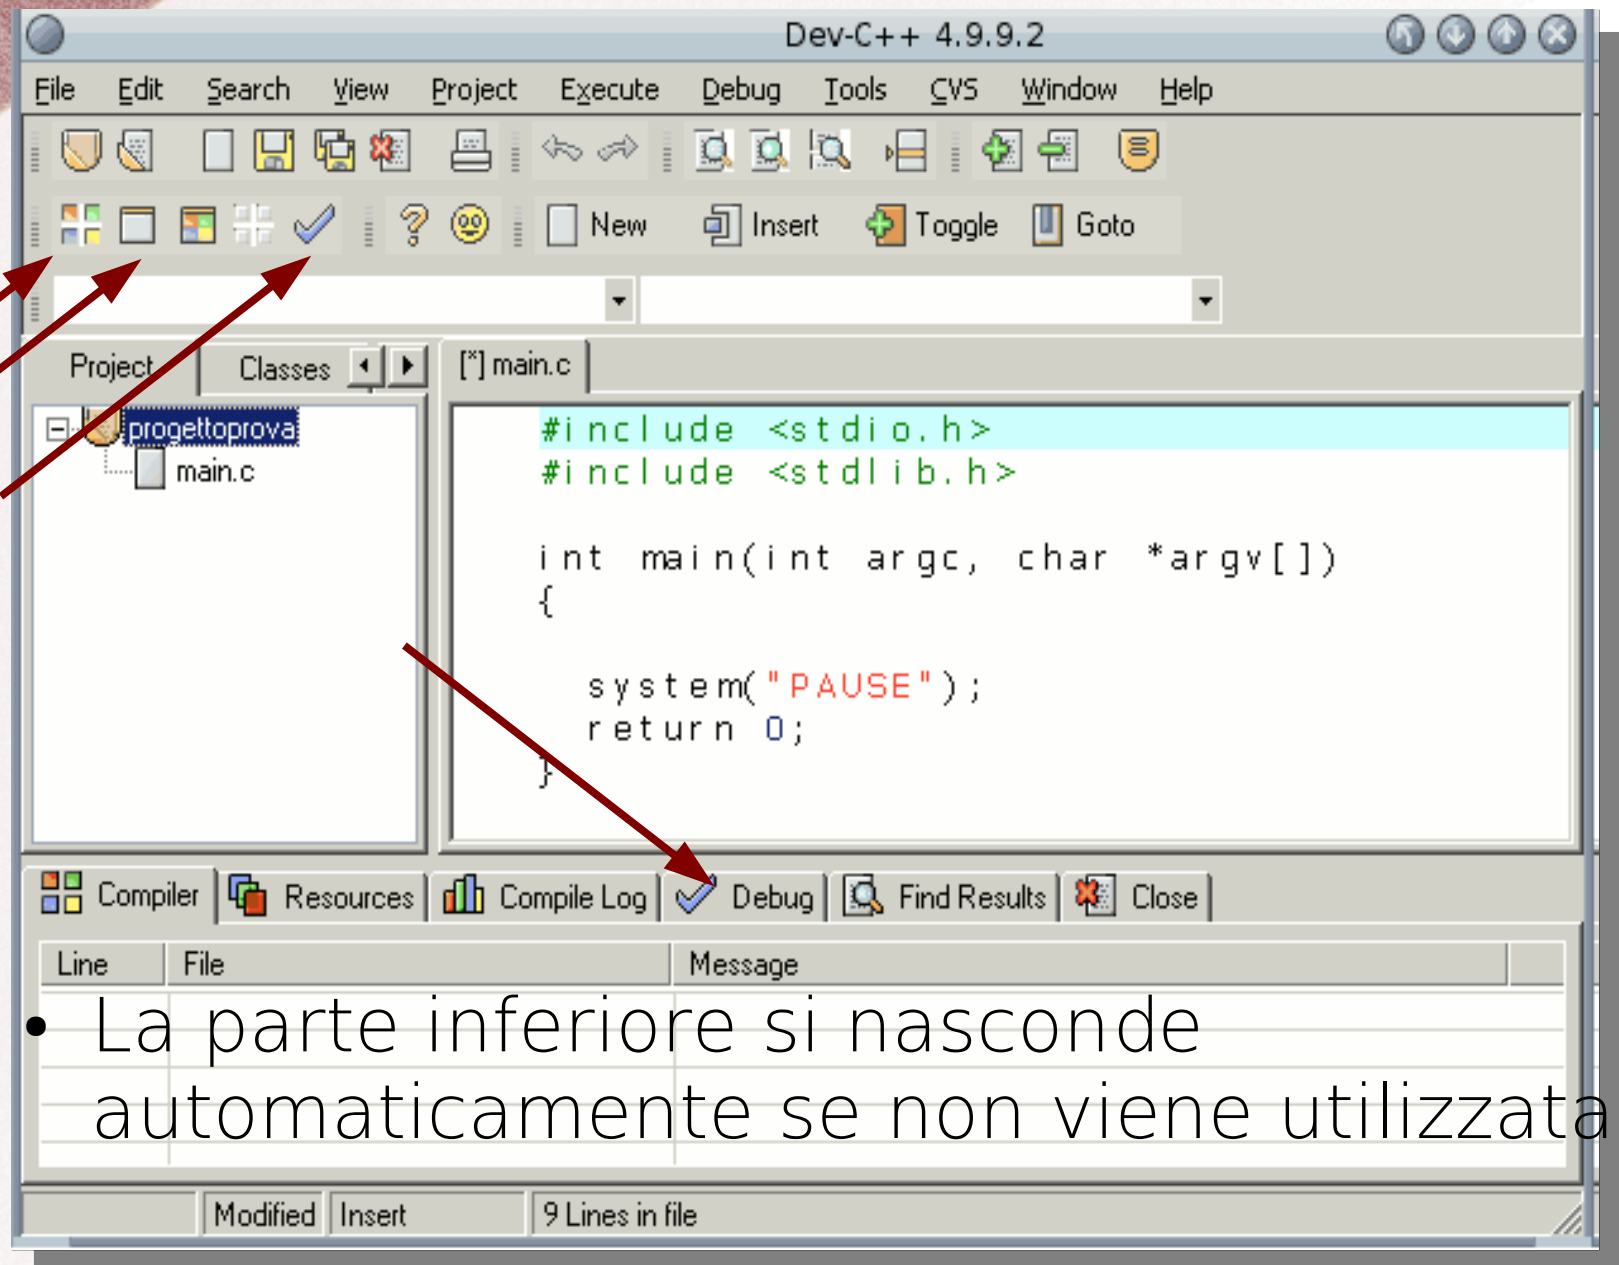 Dev-C++ 4.9.9.2
File Edit Search View Project Execute Debug Tools CVS Window Help
New Insert Toggle Goto
Project Classes [*] main.c
progettoprova
main.c
#include <stdio.h>
#include <stdlib.h>
int main(int argc, char *argv[])
{
system("PAUSE");
return 0;
}
Compiler Resources Compile Log Debug Find Results Close
Line File Message
• La parte inferiore si nasconde
automaticamente se non viene utilizzata
Modified Insert 9 Lines in file